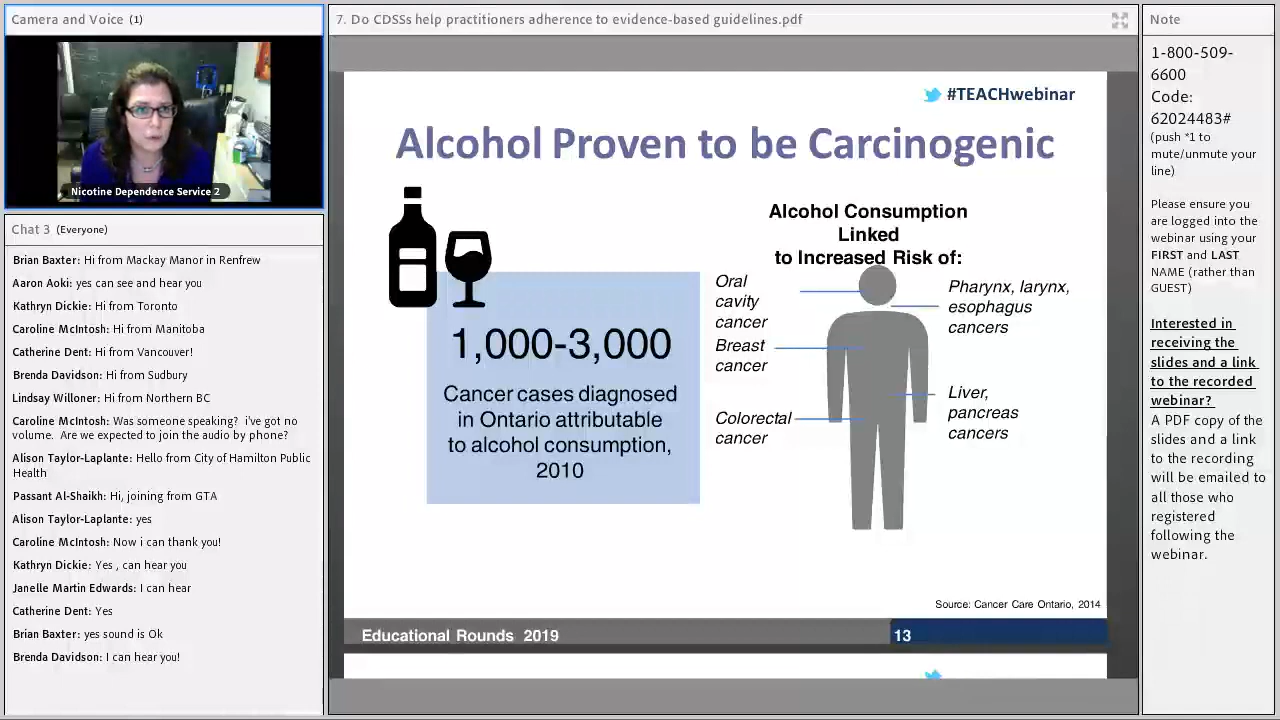 Camera and Voice (1)
Nicotine Dependence Service 2
Chat 3 (Everyone)
Brian Baxter: Hi from Mackay Manor in Renfrew
Aaron Aoki: yes can see and hear you
Kathryn Dickie: Hi from Toronto
Caroline McIntosh: Hi from Manitoba
Catherine Dent: Hi from Vancouver!
Brenda Davidson: Hi from Sudbury
Lindsay Willoner: Hi from Northern BC
Caroline McIntosh: Was someone speaking? i've got no
volume. Are we expected to join the audio by phone?
Alison Taylor-Laplante: Hello from City of Hamilton Public
Health
Passant Al-Shaikh: Hi, joining from GTA
Alison Taylor-Laplante: yes
Caroline McIntosh: Now i can thank you!
Kathryn Dickie: Yes , can hear you
Janelle Martin Edwards: I can hear
Catherine Dent: Yes
Brian Baxter: yes sound is Ok
Brenda Davidson: I can hear you!
7. Do CDSSs help practitioners adherence to evidence-based guidelines.pdf
#TEACHwebinar
Alcohol Proven to be Carcinogenic
1,000-3,000
Cancer cases diagnosed
in Ontario attributable
to alcohol consumption,
2010
Alcohol Consumption
Linked
to Increased Risk of:
Oral
cavity
cancer
Breast
cancer
Colorectal
cancer
Pharynx, larynx,
esophagus
cancers
Liver,
pancreas
cancers
Source: Cancer Care Ontario, 2014
Educational Rounds 2019
13
Note
1-800-509-
6600
Code:
62024483#
(push *1 to
mute/unmute your
line)
Please ensure you
are logged into the
webinar using your
FIRST and LAST
NAME (rather than
GUEST)
Interested in
receiving the
slides and a link
to the recorded
webinar?
A PDF copy of the
slides and a link
to the recording
will be emailed to
all those who
registered
following the
webinar.